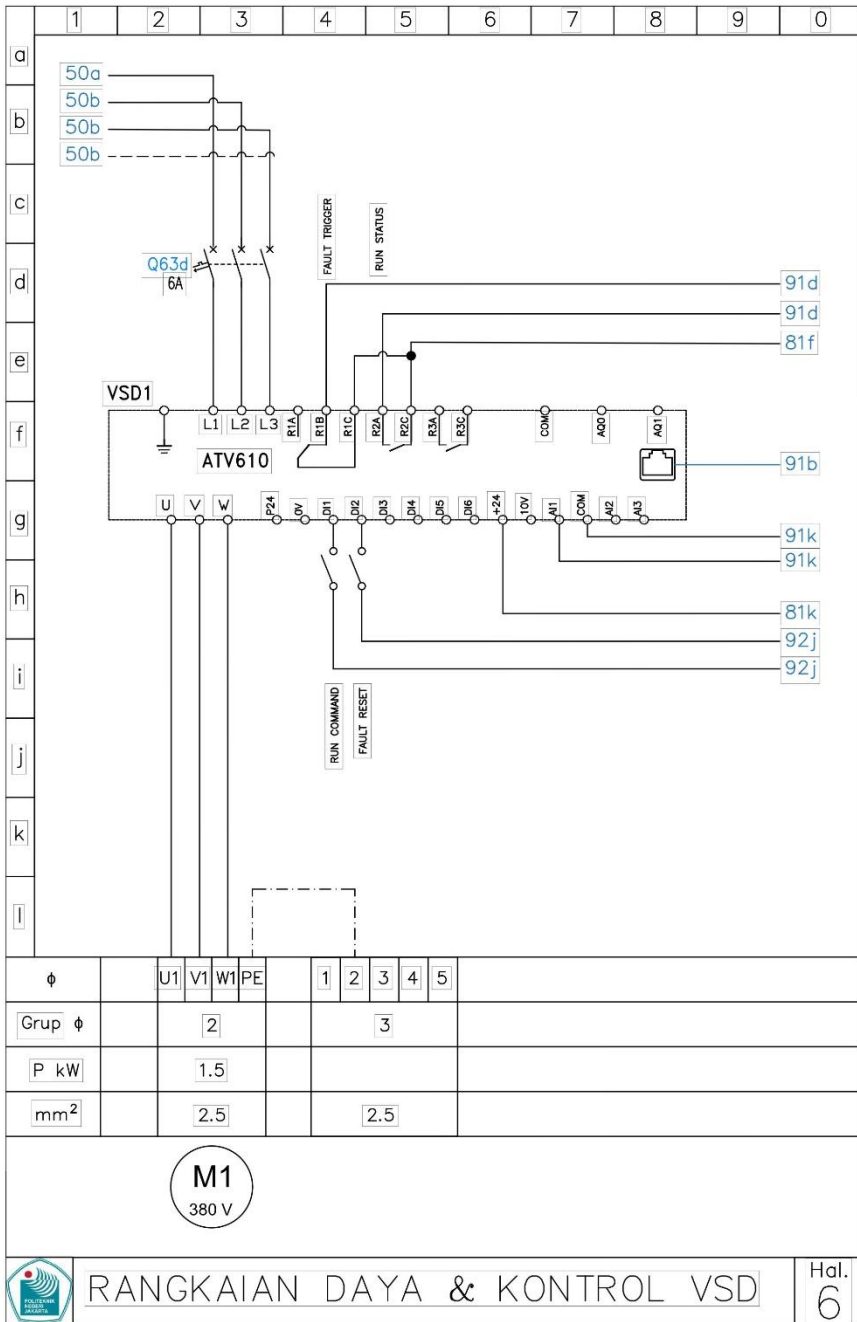 1 2 3 4 5 6 7 8 9 0
a
50a
50b
b
50b
50b
c
FAULT TRIGGER
RUN STATUS
Q63d
6A
d
91d
91d
e
81f
VSD1
f
L1 L2 L3 R1A R1B R1C R2A R2C R3A R3C COM AQ0 AQ1
ATV610
91b
g
U V W P24 0V DI1 DI2 DI3 DI4 DI5 DI6 +24 10V AI1 COM AI2 AI3
91k
91k
h
81k
92j
i
92j
RUN COMMAND
FAULT RESET
j
k
l
ϕ U1 V1 W1 PE 1 2 3 4 5
Grup ϕ 2 3
P kW 1.5
mm² 2.5 2.5
M1
380 V
POLITEKNIK
NEGERI
JAKARTA
RANGKAIAN DAYA & KONTROL VSD
Hal.
6